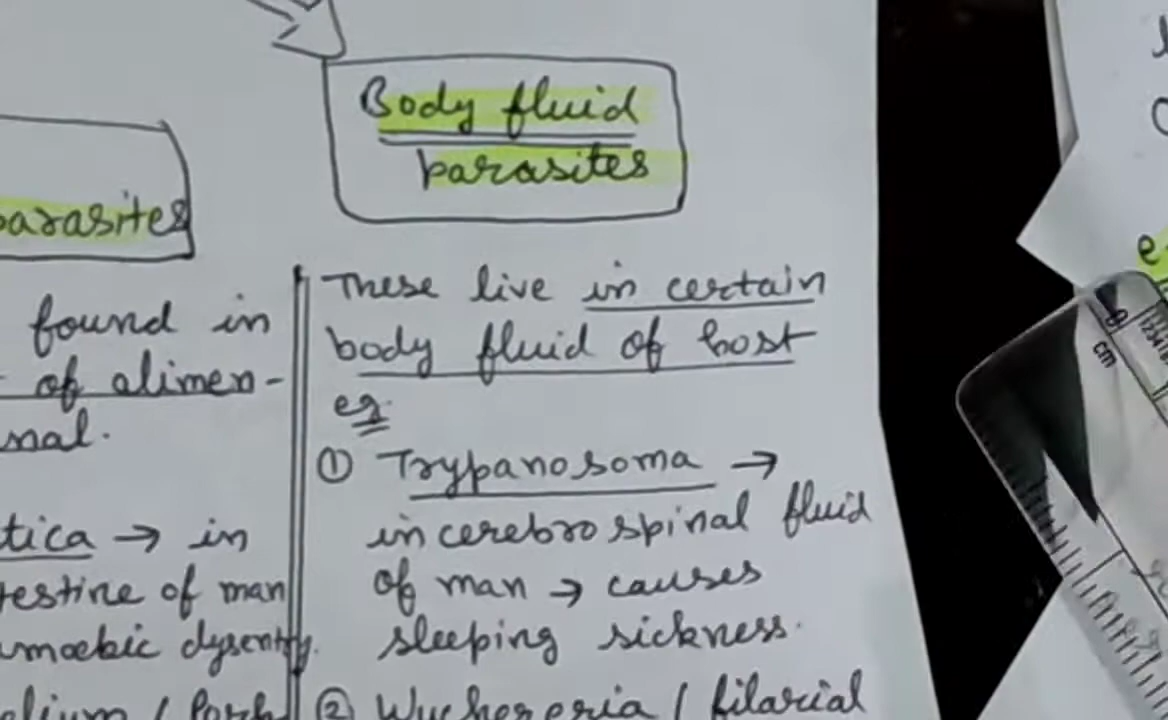 Body fluid
parasites
parasites
found in
of alimen-
nal.
tica → in
testine of man
amoebic dysentry.
These live in certain
body fluid of host
eg.
① Trypanosoma →
in cerebrospinal fluid
of man → causes
sleeping sickness.
② Wuchereria / filarial
cm